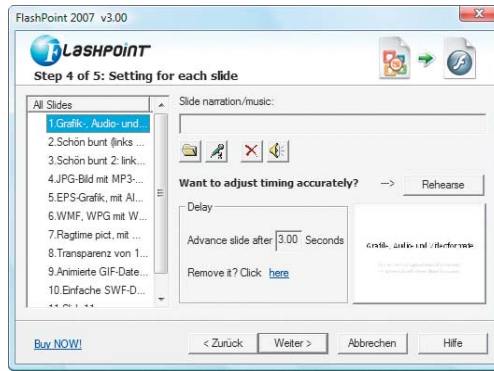 FlashPoint 2007 v3.00
FLASHPOINT
Step 4 of 5: Setting for each slide
All Slides
1.Grafik-, Audio- und...
2.Schön bunt (links ...
3.Schön bunt 2: link...
4.JPG-Bild mit MP3-...
5.EPS-Grafik, mit Al...
6.WMF, WPG mit W...
7.Ragtime pict, mit ...
8.Transparenz von 1...
9.Animierte GIF-Date...
10.Einfache SWF-D...
Slide narration/music:
Want to adjust timing accurately? --> Rehearse
Delay
Advance slide after 3.00 Seconds
Remove it? Click here
Grafik-, Audio- und Videoformate
Buy NOW!
< Zurück
Weiter >
Abbrechen
Hilfe